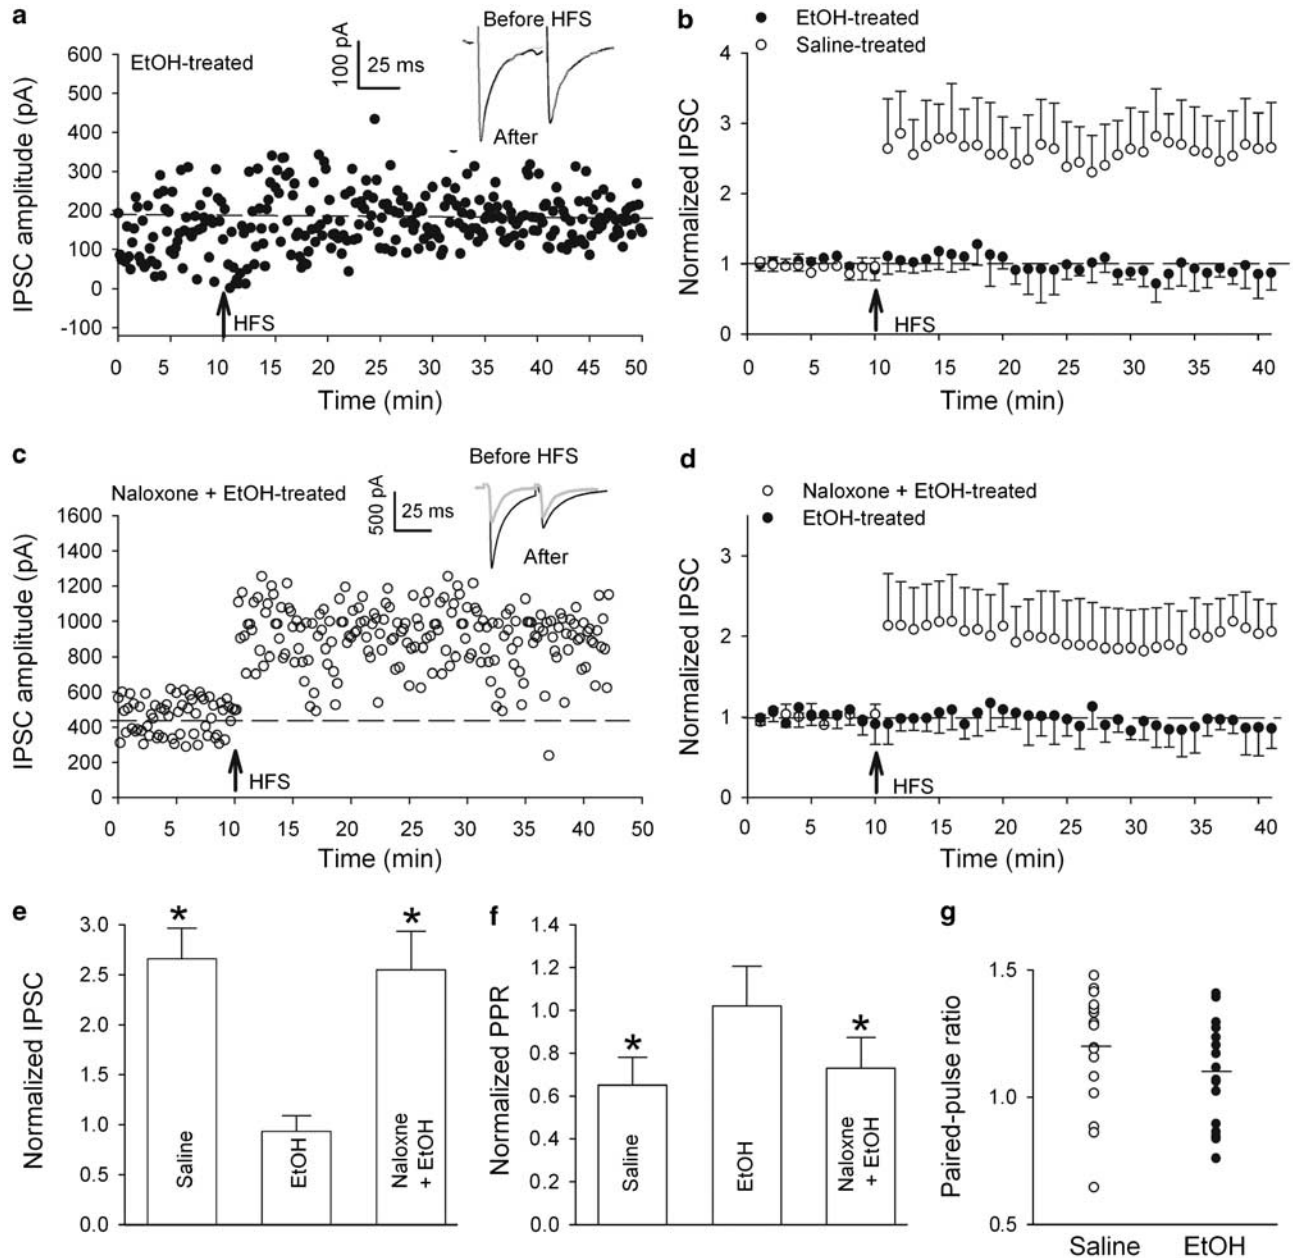 a
EtOH-treated
100 pA
25 ms
Before HFS
After
IPSC amplitude (pA)
600
500
400
300
200
100
0
-100
HFS
0 5 10 15 20 25 30 35 40 45 50
Time (min)
b
EtOH-treated
Saline-treated
Normalized IPSC
4
3
2
1
0
HFS
0 5 10 15 20 25 30 35 40
Time (min)
c
Naloxone + EtOH-treated
500 pA
25 ms
Before HFS
After
IPSC amplitude (pA)
1600
1400
1200
1000
800
600
400
200
0
HFS
0 5 10 15 20 25 30 35 40 50
Time (min)
d
Naloxone + EtOH-treated
EtOH-treated
Normalized IPSC
3
2
1
0
HFS
0 5 10 15 20 25 30 35 40
Time (min)
e
Normalized IPSC
3.0
2.5
2.0
1.5
1.0
0.5
0.0
*
*
Saline
EtOH
Naloxne
+ EtOH
f
Normalized PPR
1.4
1.2
1.0
0.8
0.6
0.4
0.2
0.0
*
*
Saline
EtOH
Naloxne
+ EtOH
g
Paired-pulse ratio
1.5
1.0
0.5
Saline EtOH